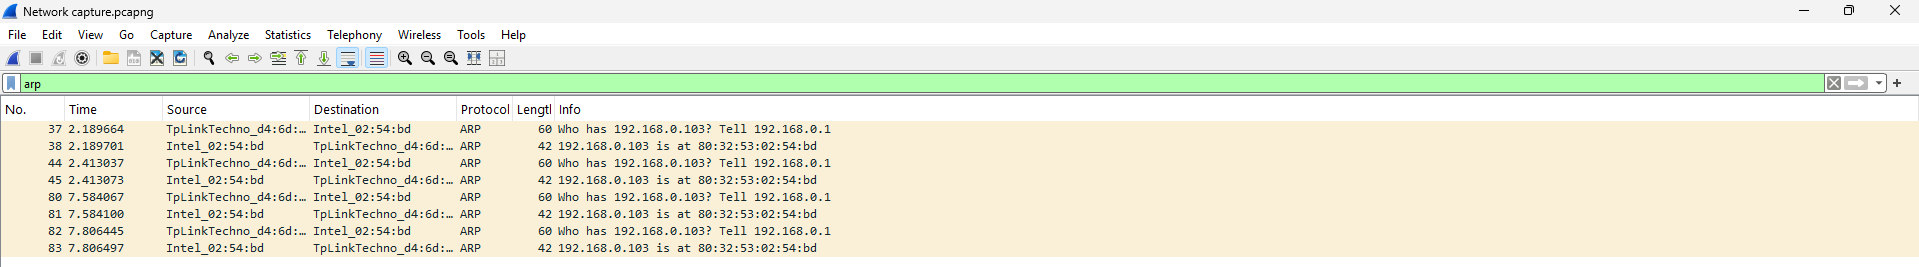 Network capture.pcapng
File Edit View Go Capture Analyze Statistics Telephony Wireless Tools Help
arp
No. Time Source Destination Protocol Lengtl Info
37 2.189664 TpLinkTechno_d4:6d:… Intel_02:54:bd ARP 60 Who has 192.168.0.103? Tell 192.168.0.1
38 2.189701 Intel_02:54:bd TpLinkTechno_d4:6d:… ARP 42 192.168.0.103 is at 80:32:53:02:54:bd
44 2.413037 TpLinkTechno_d4:6d:… Intel_02:54:bd ARP 60 Who has 192.168.0.103? Tell 192.168.0.1
45 2.413073 Intel_02:54:bd TpLinkTechno_d4:6d:… ARP 42 192.168.0.103 is at 80:32:53:02:54:bd
80 7.584067 TpLinkTechno_d4:6d:… Intel_02:54:bd ARP 60 Who has 192.168.0.103? Tell 192.168.0.1
81 7.584100 Intel_02:54:bd TpLinkTechno_d4:6d:… ARP 42 192.168.0.103 is at 80:32:53:02:54:bd
82 7.806445 TpLinkTechno_d4:6d:… Intel_02:54:bd ARP 60 Who has 192.168.0.103? Tell 192.168.0.1
83 7.806497 Intel_02:54:bd TpLinkTechno_d4:6d:… ARP 42 192.168.0.103 is at 80:32:53:02:54:bd